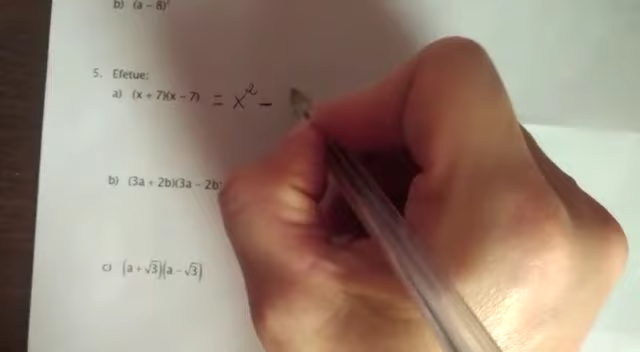 b) (a - 8)²
5. Efetue:
a) (x + 7)(x - 7) = x² -
b) (3a + 2b)(3a - 2b
c) (a + √3)(a - √3)